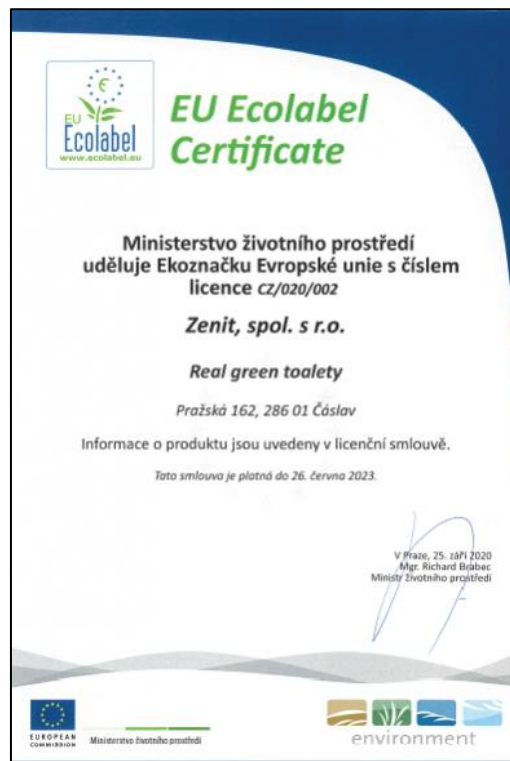 EU
Ecolabel
www.ecolabel.eu
EU Ecolabel
Certificate
Ministerstvo životního prostředí
uděluje Ekoznačku Evropské unie s číslem
licence CZ/020/002
Zenit, spol. s r.o.
Real green toalety
Pražská 162, 286 01 Čáslav
Informace o produktu jsou uvedeny v licenční smlouvě.
Tato smlouva je platná do 26. června 2023.
V Praze, 25. září 2020
Mgr. Richard Brabec
Ministr životního prostředí
EUROPEAN
COMMISSION
Ministerstvo životního prostředí
environment